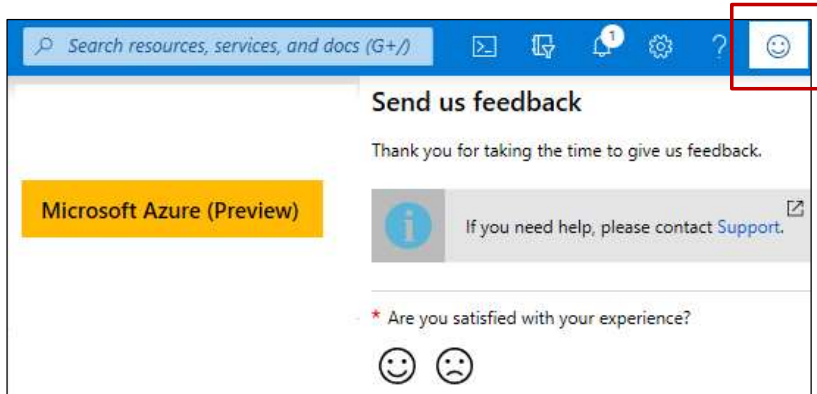 Search resources, services, and docs (G+/)
1
?
Send us feedback
Thank you for taking the time to give us feedback.
Microsoft Azure (Preview)
i
If you need help, please contact Support.
* Are you satisfied with your experience?